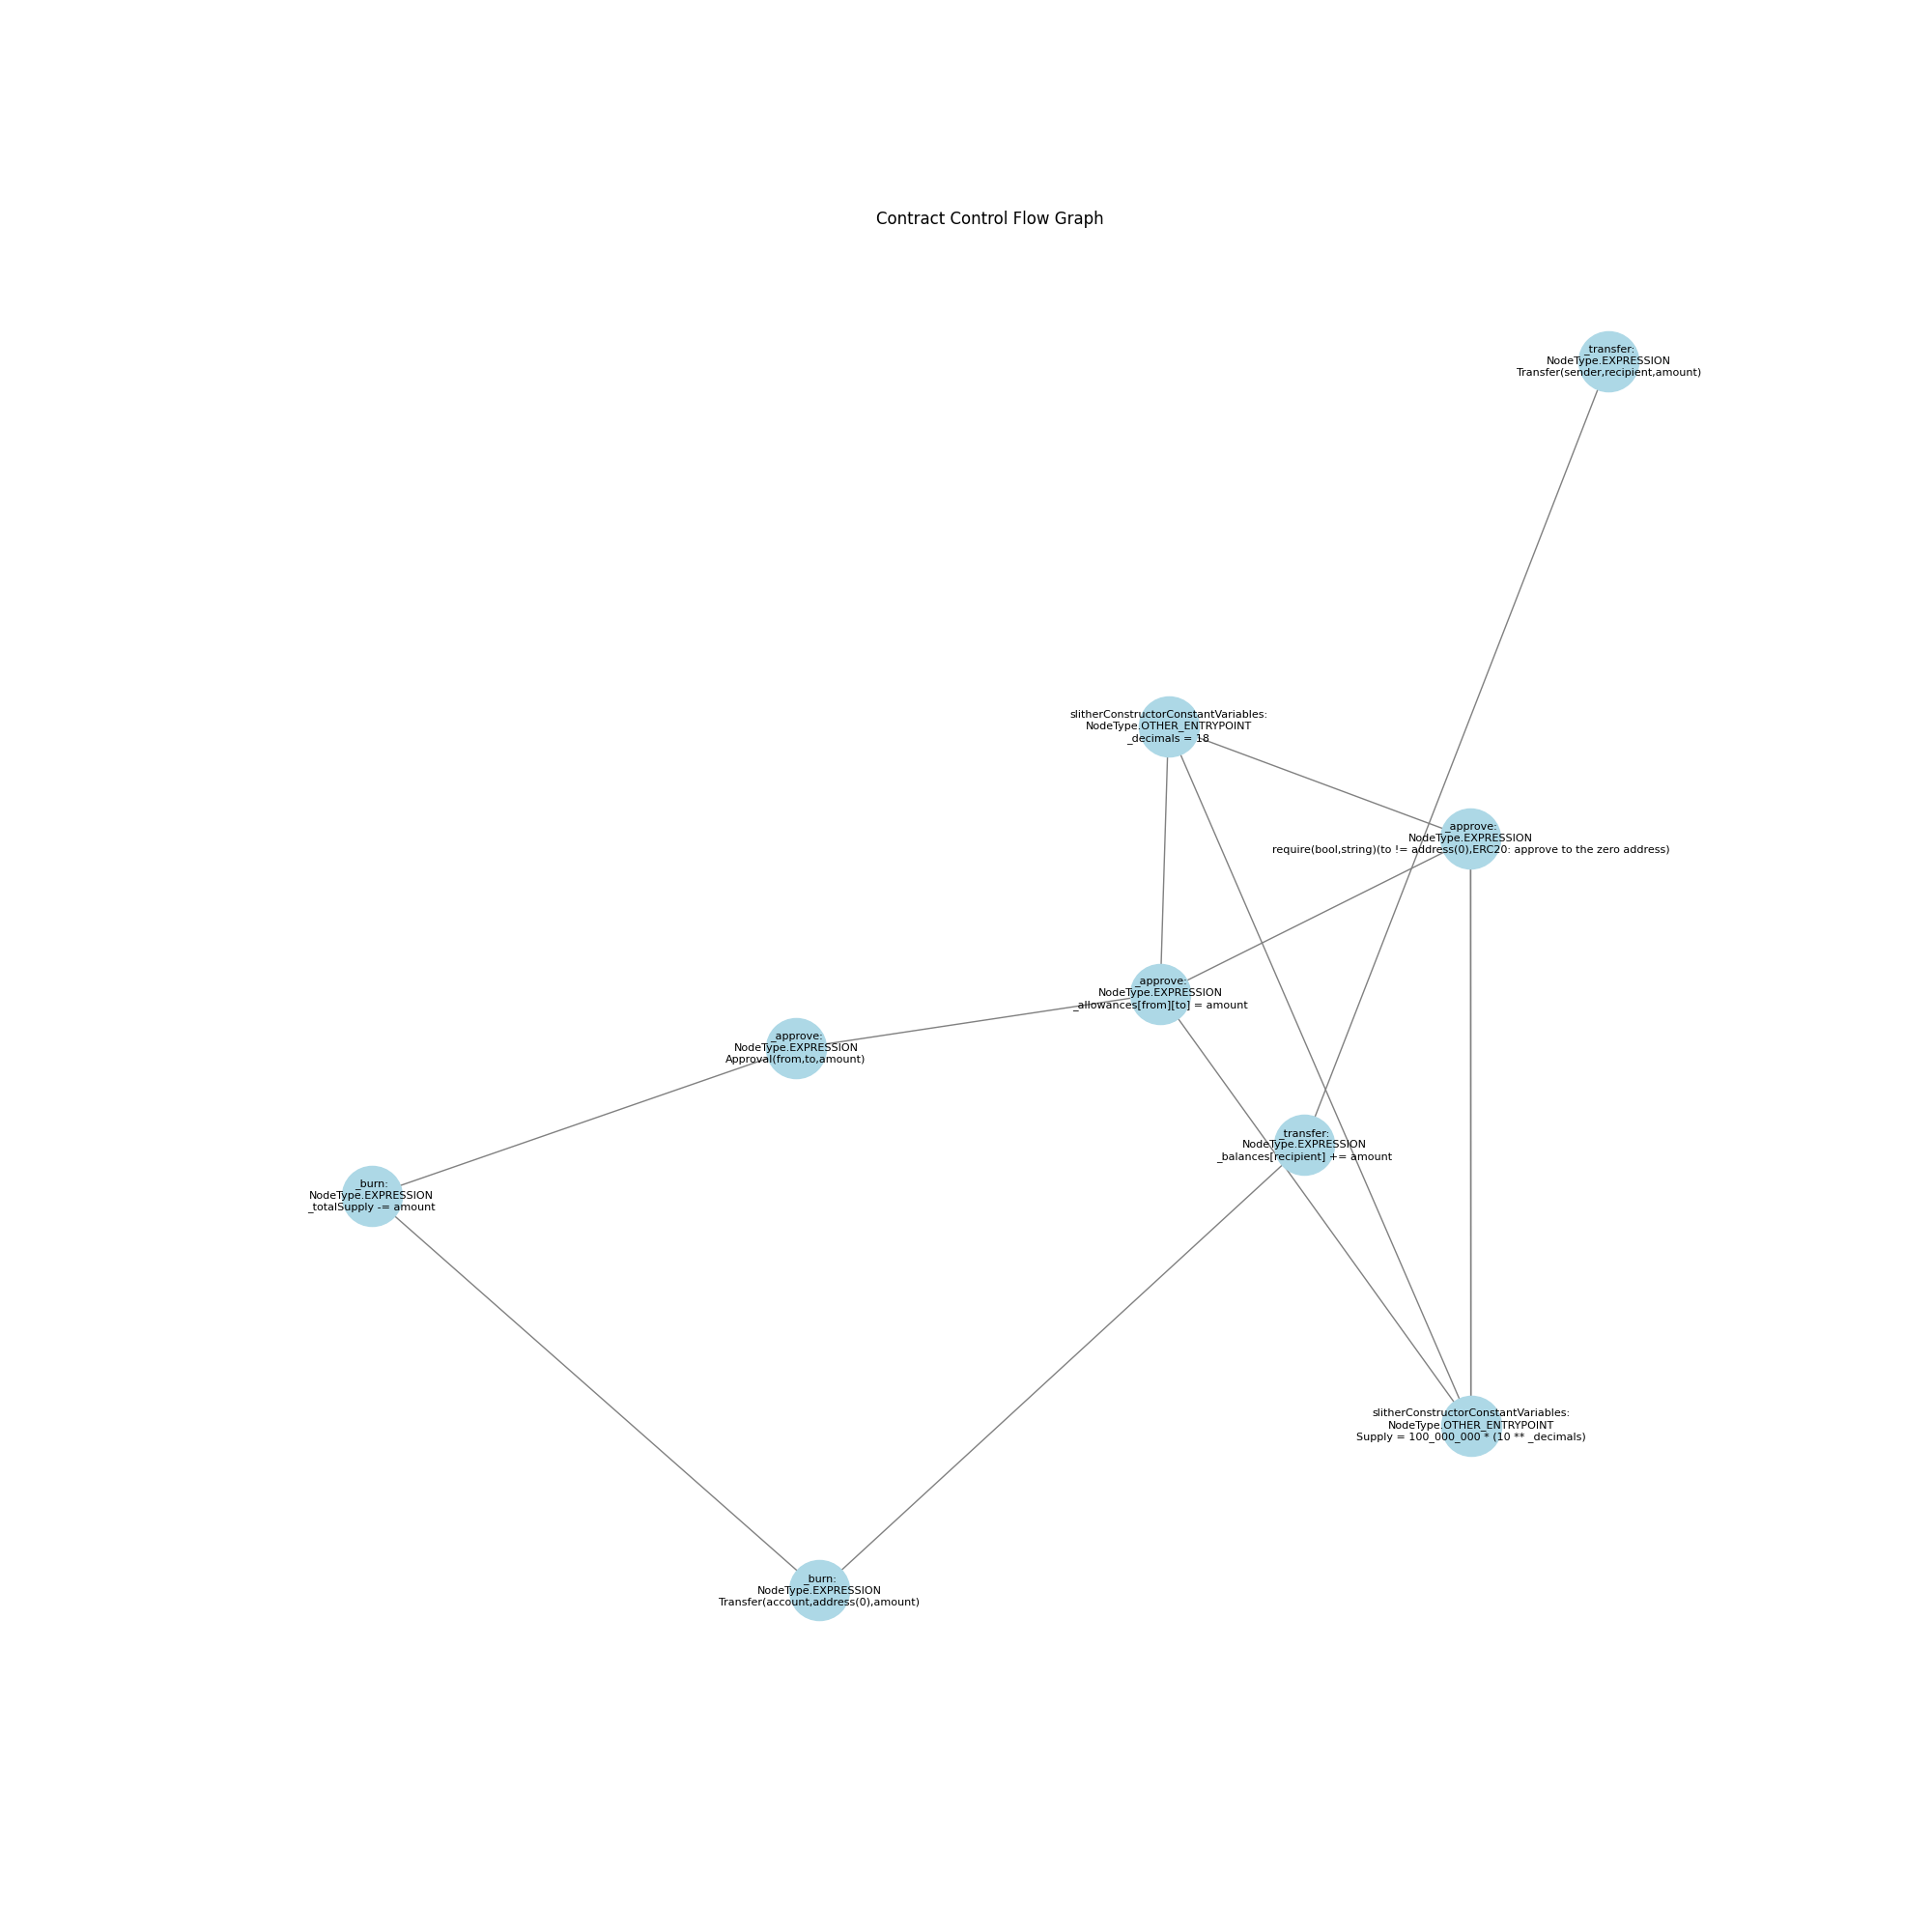 Contract Control Flow Graph
_transfer:
NodeType.EXPRESSION
Transfer(sender,recipient,amount)
slitherConstructorConstantVariables:
NodeType.OTHER_ENTRYPOINT
_decimals = 18
_approve:
NodeType.EXPRESSION
require(bool,string)(to != address(0),ERC20: approve to the zero address)
_approve:
NodeType.EXPRESSION
_allowances[from][to] = amount
_approve:
NodeType.EXPRESSION
Approval(from,to,amount)
_transfer:
NodeType.EXPRESSION
_balances[recipient] += amount
_burn:
NodeType.EXPRESSION
_totalSupply -= amount
slitherConstructorConstantVariables:
NodeType.OTHER_ENTRYPOINT
Supply = 100_000_000 * (10 ** _decimals)
_burn:
NodeType.EXPRESSION
Transfer(account,address(0),amount)